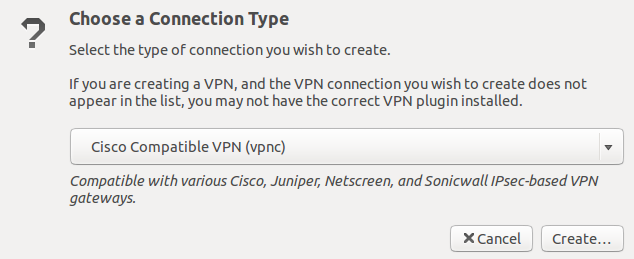 Choose a Connection Type
Select the type of connection you wish to create.
If you are creating a VPN, and the VPN connection you wish to create does not
appear in the list, you may not have the correct VPN plugin installed.
Cisco Compatible VPN (vpnc)
Compatible with various Cisco, Juniper, Netscreen, and Sonicwall IPsec-based VPN
gateways.
Cancel Create...